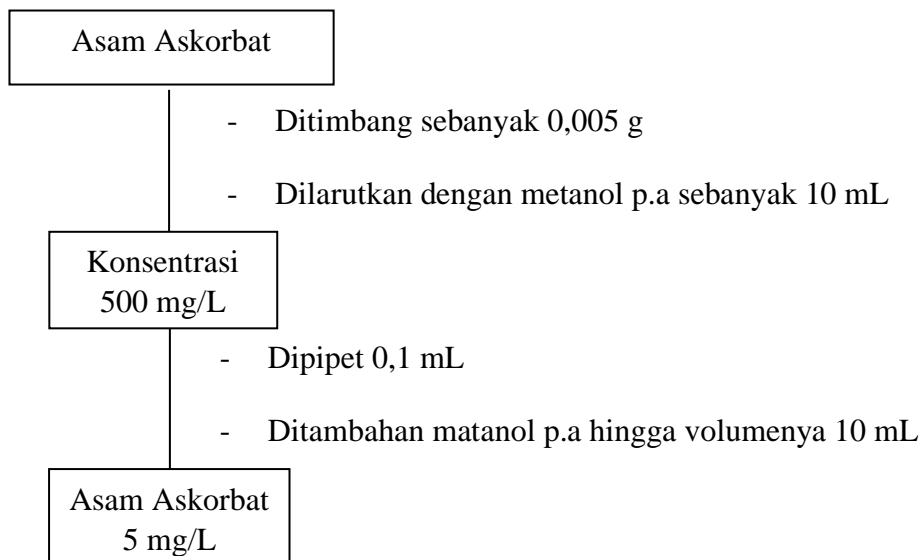 Asam Askorbat
- Ditimbang sebanyak 0,005 g
- Dilarutkan dengan metanol p.a sebanyak 10 mL
Konsentrasi
500 mg/L
- Dipipet 0,1 mL
- Ditambahan matanol p.a hingga volumenya 10 mL
Asam Askorbat
5 mg/L